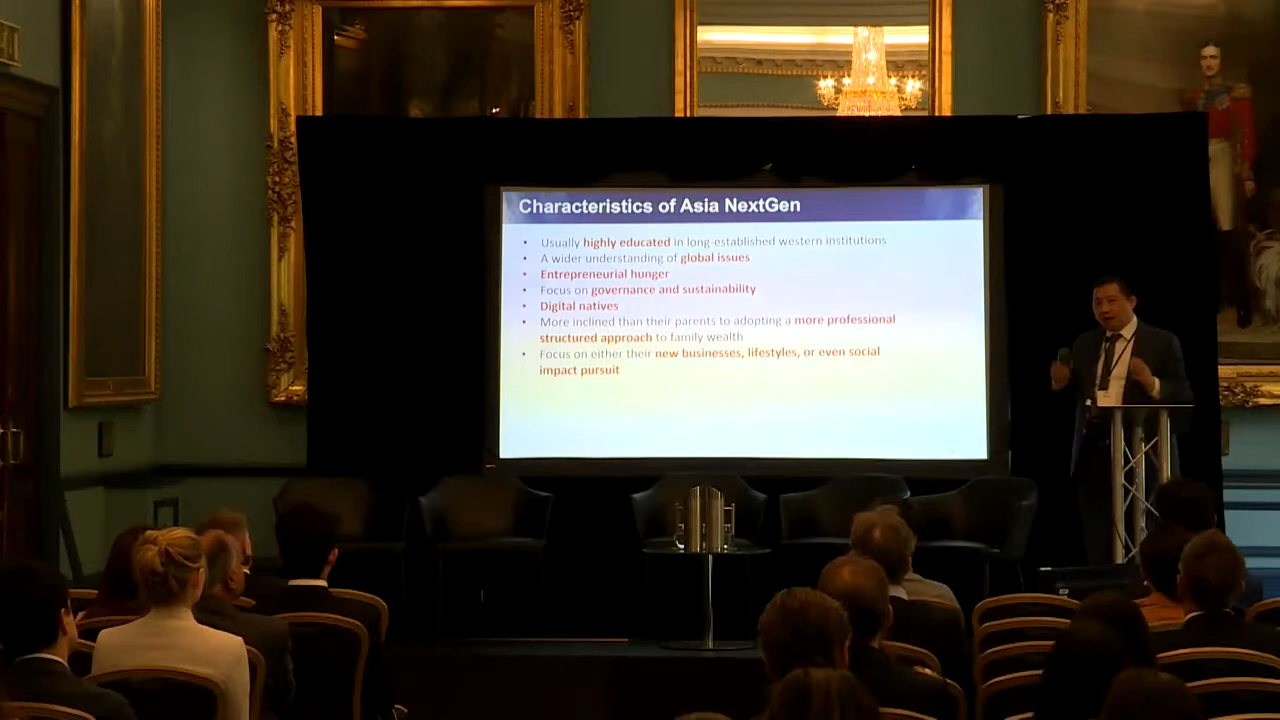 Characteristics of Asia NextGen
• Usually highly educated in long-established western institutions
• A wider understanding of global issues
• Entrepreneurial hunger
• Focus on governance and sustainability
• Digital natives
• More inclined than their parents to adopting a more professional
structured approach to family wealth
• Focus on either their new businesses, lifestyles, or even social
impact pursuit